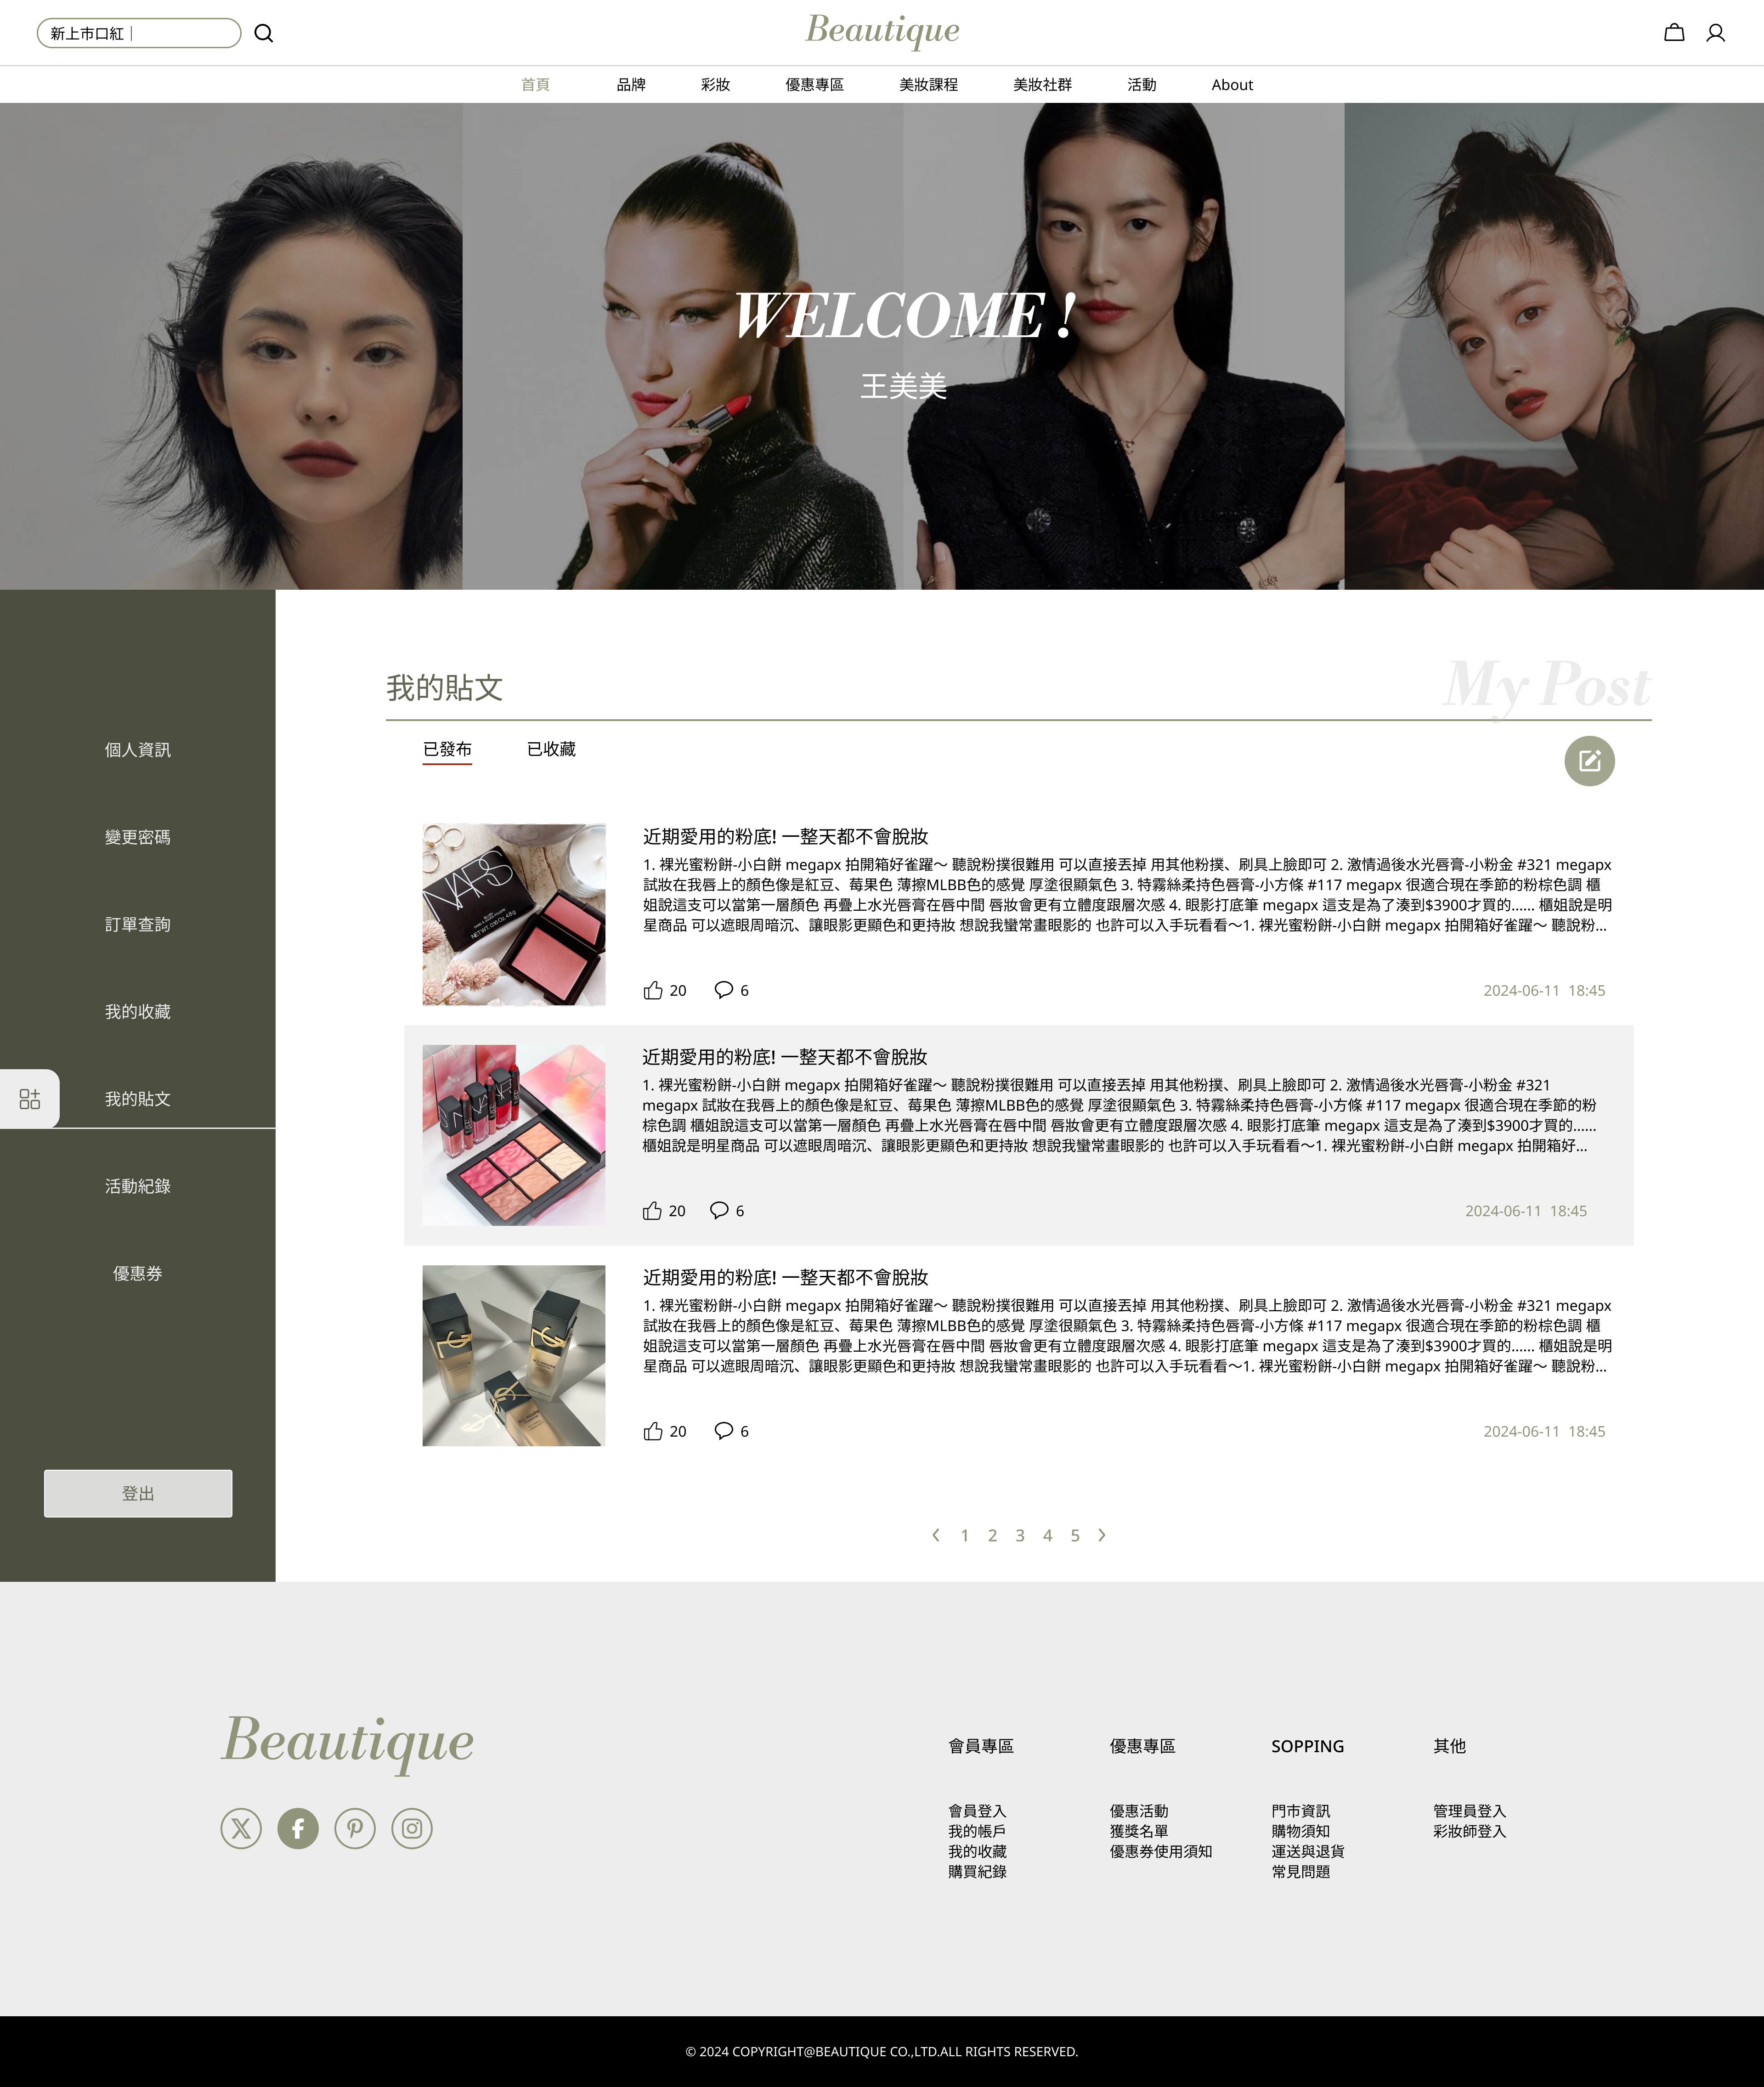 新上市口紅
Beautique
首頁 品牌 彩妝 優惠專區 美妝課程 美妝社群 活動 About
WELCOME !
王美美
我的貼文
My Post
已發布 已收藏
個人資訊
變更密碼
訂單查詢
我的收藏
我的貼文
活動紀錄
優惠券
登出
NARS
近期愛用的粉底! 一整天都不會脫妝
1. 裸光蜜粉餅-小白餅 megapx 拍開箱好雀躍～ 聽說粉撲很難用 可以直接丟掉 用其他粉撲、刷具上臉即可 2. 激情過後水光唇膏-小粉金 #321 megapx
試妝在我唇上的顏色像是紅豆、莓果色 薄擦MLBB色的感覺 厚塗很顯氣色 3. 特霧絲柔持色唇膏-小方條 #117 megapx 很適合現在季節的粉棕色調 櫃
姐說這支可以當第一層顏色 再疊上水光唇膏在唇中間 唇妝會更有立體度跟層次感 4. 眼影打底筆 megapx 這支是為了湊到$3900才買的...... 櫃姐說是明
星商品 可以遮眼周暗沉、讓眼影更顯色和更持妝 想說我蠻常畫眼影的 也許可以入手玩看看～1. 裸光蜜粉餅-小白餅 megapx 拍開箱好雀躍～ 聽說粉...
20 6 2024-06-11 18:45
近期愛用的粉底! 一整天都不會脫妝
1. 裸光蜜粉餅-小白餅 megapx 拍開箱好雀躍～ 聽說粉撲很難用 可以直接丟掉 用其他粉撲、刷具上臉即可 2. 激情過後水光唇膏-小粉金 #321
megapx 試妝在我唇上的顏色像是紅豆、莓果色 薄擦MLBB色的感覺 厚塗很顯氣色 3. 特霧絲柔持色唇膏-小方條 #117 megapx 很適合現在季節的粉
棕色調 櫃姐說這支可以當第一層顏色 再疊上水光唇膏在唇中間 唇妝會更有立體度跟層次感 4. 眼影打底筆 megapx 這支是為了湊到$3900才買的......
櫃姐說是明星商品 可以遮眼周暗沉、讓眼影更顯色和更持妝 想說我蠻常畫眼影的 也許可以入手玩看看～1. 裸光蜜粉餅-小白餅 megapx 拍開箱好...
20 6 2024-06-11 18:45
近期愛用的粉底! 一整天都不會脫妝
1. 裸光蜜粉餅-小白餅 megapx 拍開箱好雀躍～ 聽說粉撲很難用 可以直接丟掉 用其他粉撲、刷具上臉即可 2. 激情過後水光唇膏-小粉金 #321 megapx
試妝在我唇上的顏色像是紅豆、莓果色 薄擦MLBB色的感覺 厚塗很顯氣色 3. 特霧絲柔持色唇膏-小方條 #117 megapx 很適合現在季節的粉棕色調 櫃
姐說這支可以當第一層顏色 再疊上水光唇膏在唇中間 唇妝會更有立體度跟層次感 4. 眼影打底筆 megapx 這支是為了湊到$3900才買的...... 櫃姐說是明
星商品 可以遮眼周暗沉、讓眼影更顯色和更持妝 想說我蠻常畫眼影的 也許可以入手玩看看～1. 裸光蜜粉餅-小白餅 megapx 拍開箱好雀躍～ 聽說粉...
20 6 2024-06-11 18:45
1 2 3 4 5
Beautique
會員專區 優惠專區 SOPPING 其他
會員登入 優惠活動 門市資訊 管理員登入
我的帳戶 獲獎名單 購物須知 彩妝師登入
我的收藏 優惠券使用須知 運送與退貨
購買紀錄 常見問題
© 2024 COPYRIGHT@BEAUTIQUE CO.,LTD.ALL RIGHTS RESERVED.